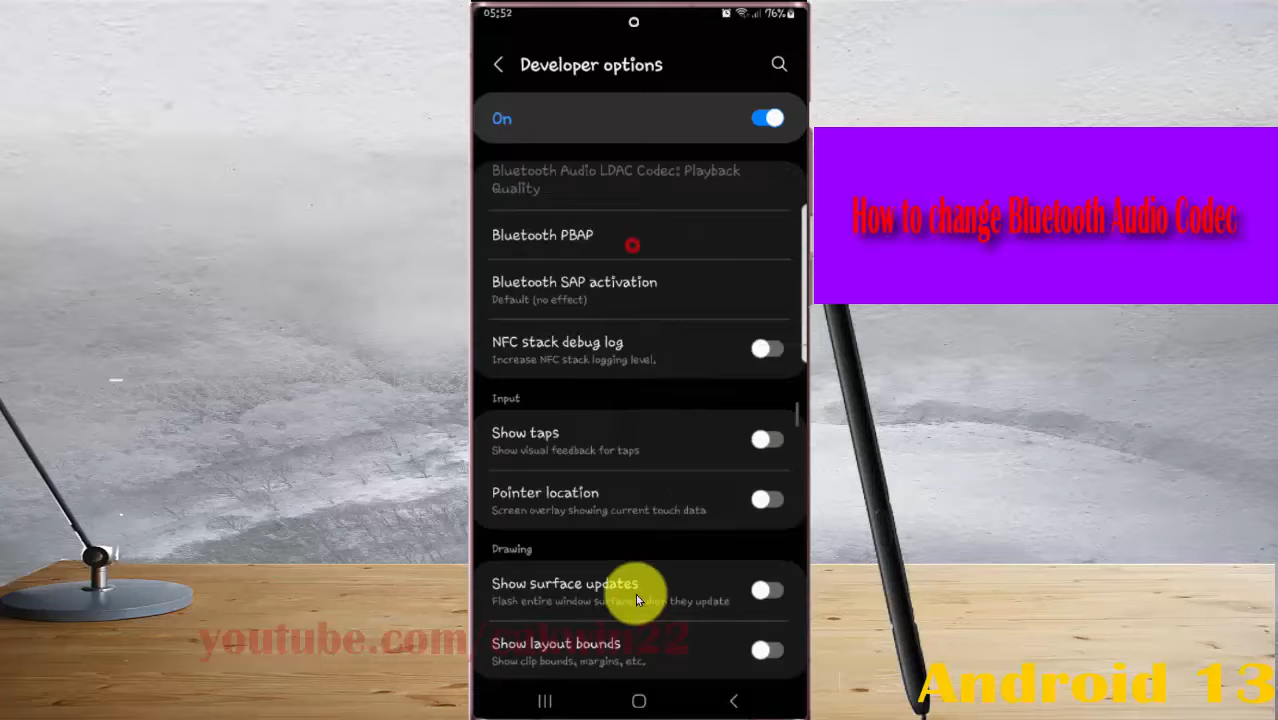 05:52
76%
Developer options
On
Bluetooth Audio LDAC Codec: Playback
Quality
Bluetooth PBAP
How to change Bluetooth Audio Codec
Bluetooth SAP activation
Default (no effect)
NFC stack debug log
Increase NFC stack logging level.
Input
Show taps
Show visual feedback for taps
Pointer location
Screen overlay showing current touch data
Drawing
Show surface updates
Flash entire window surfaces when they update
Show layout bounds
Show clip bounds, margins, etc.
Android 13